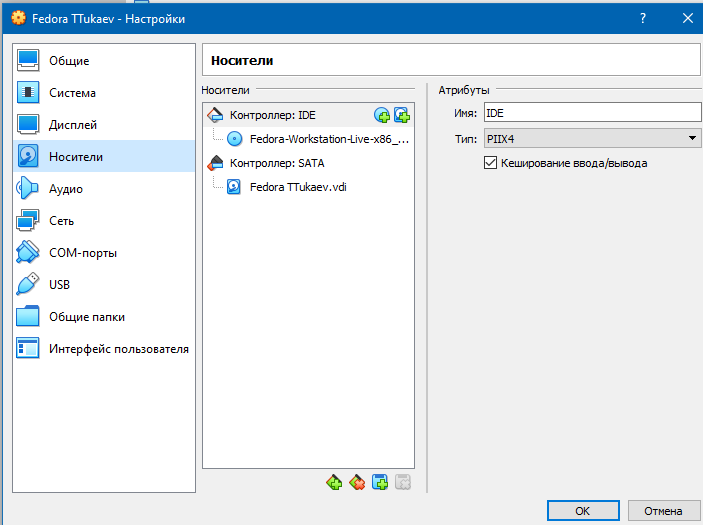 Fedora TTukaev - Настройки
?
Общие
Система
Дисплей
Носители
Аудио
Сеть
COM-порты
USB
Общие папки
Интерфейс пользователя
Носители
Носители
Контроллер: IDE
Fedora-Workstation-Live-x86_...
Контроллер: SATA
Fedora TTukaev.vdi
Атрибуты
Имя: IDE
Тип: PIIX4
Кеширование ввода/вывода
OK
Отмена